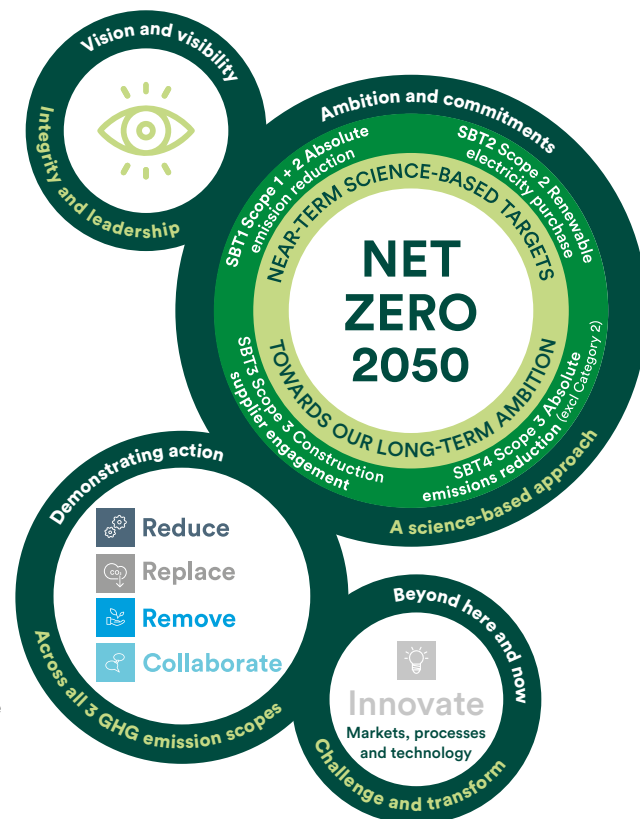 Vision and visibility
Integrity and leadership
Ambition and commitments
SBT1 Scope 1 + 2 Absolute
emission reduction
SBT2 Scope 2 Renewable
electricity purchase
NEAR-TERM SCIENCE-BASED TARGETS
NET
ZERO
2050
TOWARDS OUR LONG-TERM AMBITION
SBT3 Scope 3 Construction
supplier engagement
SBT4 Scope 3 Absolute
emissions reduction (excl Category 2)
A science-based approach
Demonstrating action
Reduce
CO₂
Replace
Remove
Collaborate
Across all 3 GHG emission scopes
Beyond here and now
Innovate
Markets, processes
and technology
Challenge and transform